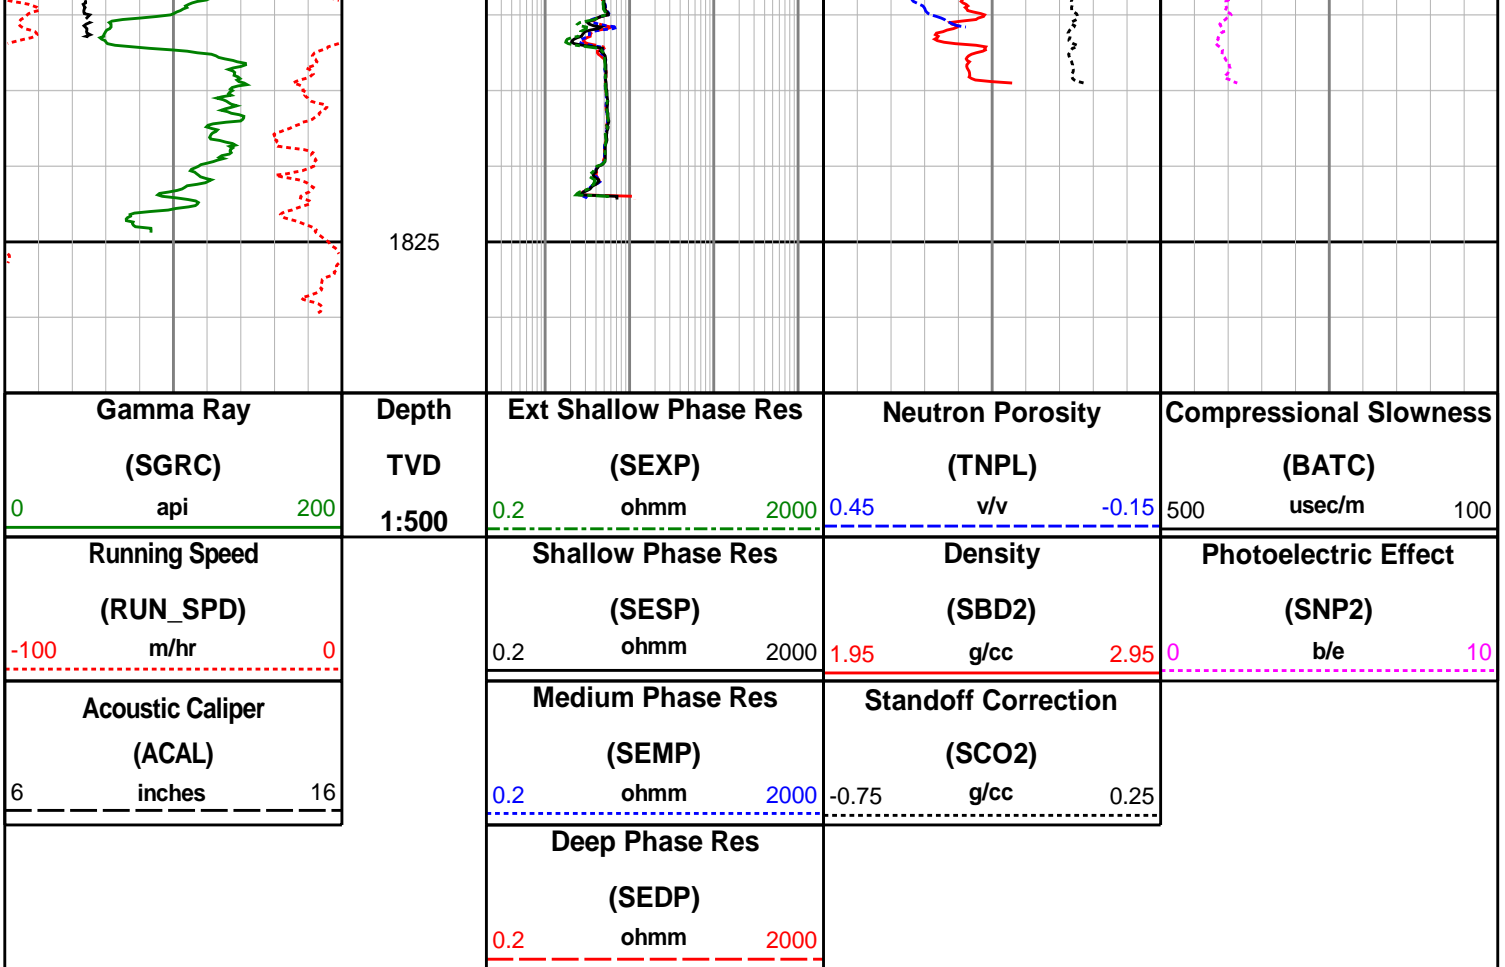 1825
Gamma Ray
(SGRC)
0 api 200
Running Speed
(RUN_SPD)
-100 m/hr 0
Acoustic Caliper
(ACAL)
6 inches 16
Depth
TVD
1:500
Ext Shallow Phase Res
(SEXP)
0.2 ohmm 2000
Shallow Phase Res
(SESP)
0.2 ohmm 2000
Medium Phase Res
(SEMP)
0.2 ohmm 2000
Deep Phase Res
(SEDP)
0.2 ohmm 2000
Neutron Porosity
(TNPL)
0.45 v/v -0.15
Density
(SBD2)
1.95 g/cc 2.95
Standoff Correction
(SCO2)
-0.75 g/cc 0.25
Compressional Slowness
(BATC)
500 usec/m 100
Photoelectric Effect
(SNP2)
0 b/e 10